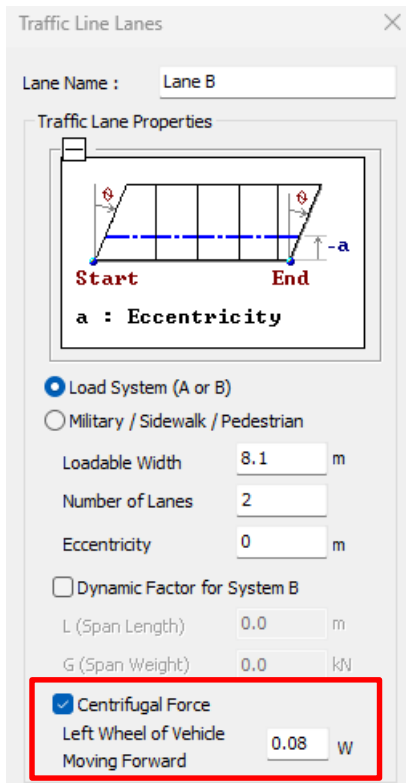 Traffic Line Lanes
Lane Name : Lane B
Traffic Lane Properties
θ θ
-a
Start End
a : Eccentricity
Load System (A or B)
Military / Sidewalk / Pedestrian
Loadable Width 8.1 m
Number of Lanes 2
Eccentricity 0 m
Dynamic Factor for System B
L (Span Length) 0.0 m
G (Span Weight) 0.0 kN
Centrifugal Force
Left Wheel of Vehicle
Moving Forward 0.08 W